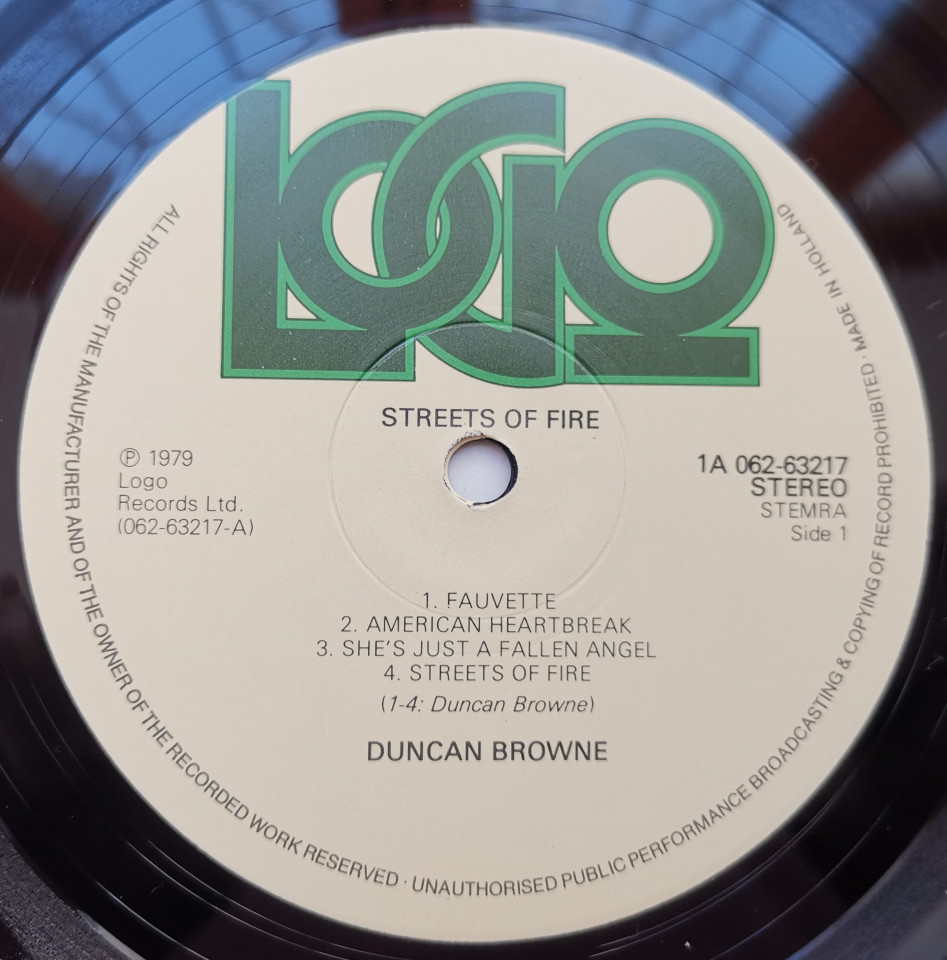 LOGO
STREETS OF FIRE
℗ 1979
Logo
Records Ltd.
(062-63217-A)
1A 062-63217
STEREO
STEMRA
Side 1
1. FAUVETTE
2. AMERICAN HEARTBREAK
3. SHE'S JUST A FALLEN ANGEL
4. STREETS OF FIRE
(1-4: Duncan Browne)
DUNCAN BROWNE
ALL RIGHTS OF THE MANUFACTURER AND OF THE OWNER OF THE RECORDED WORK RESERVED · UNAUTHORISED PUBLIC PERFORMANCE BROADCASTING & COPYING OF RECORD PROHIBITED · MADE IN HOLLAND